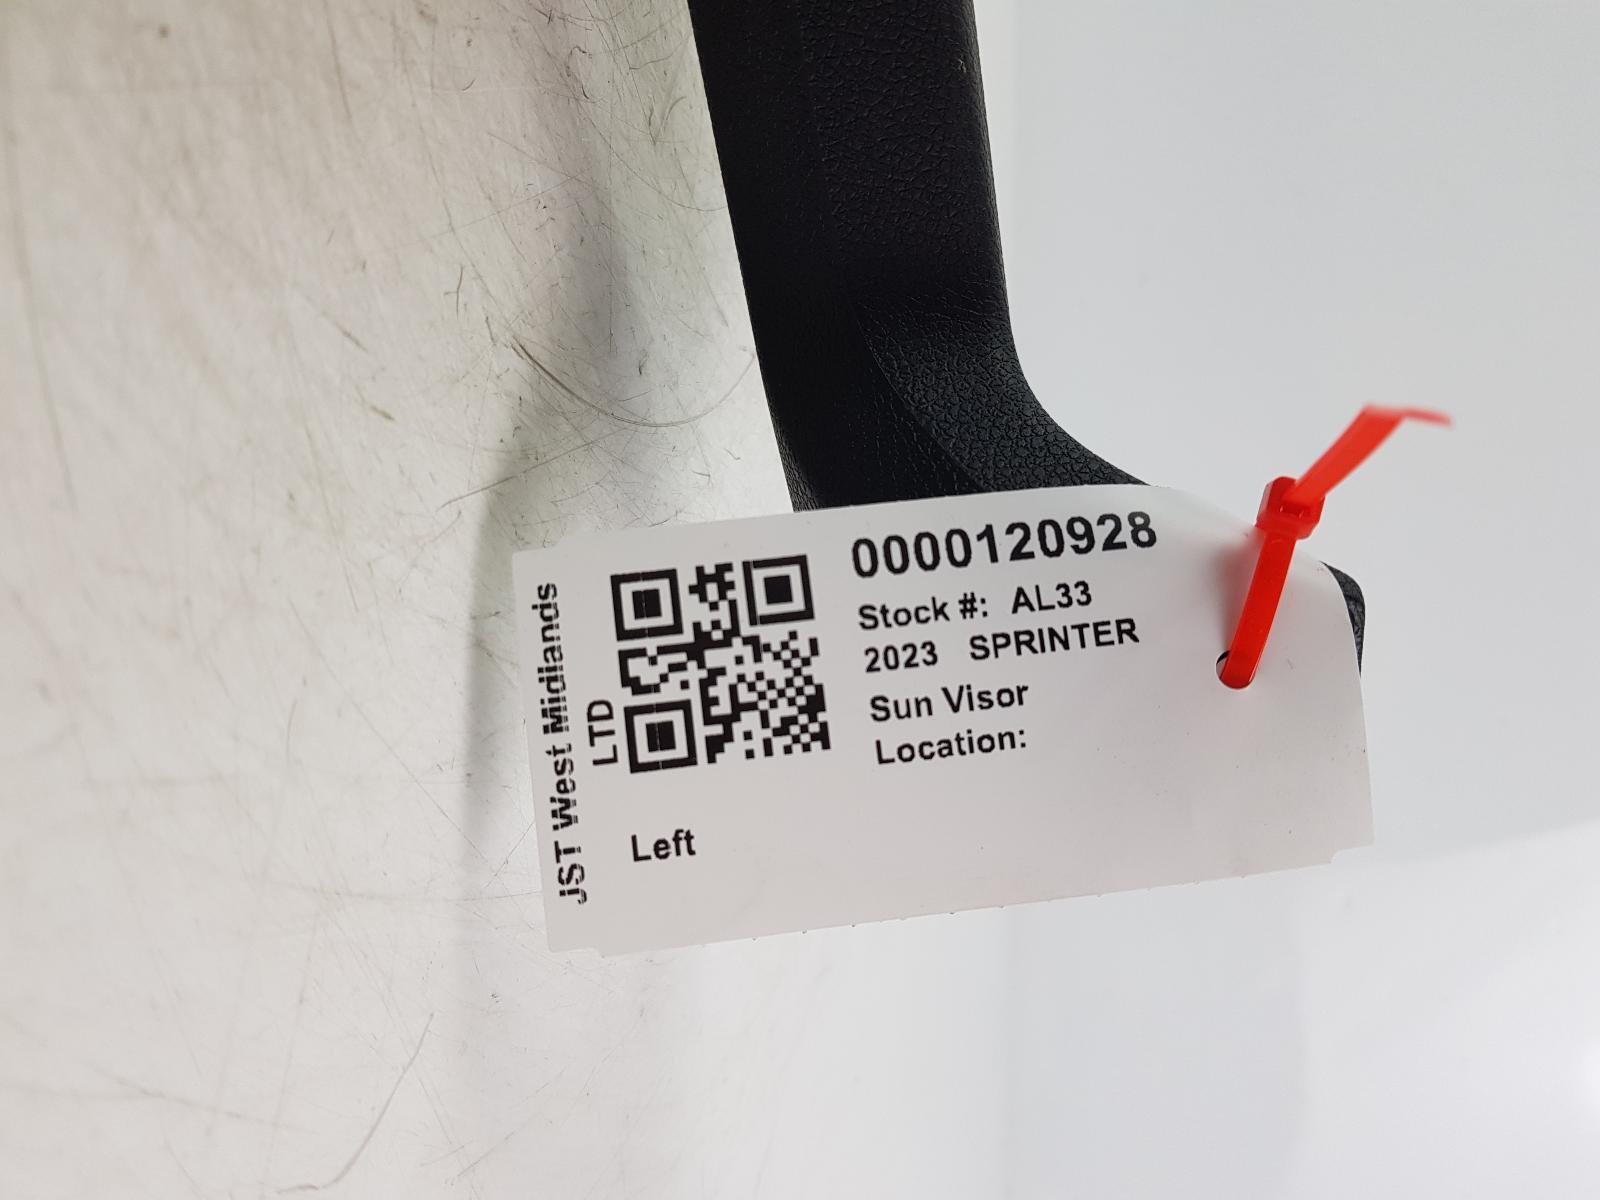 JST West Midlands
LTD
0000120928
Stock #: AL33
2023 SPRINTER
Sun Visor
Location:
Left